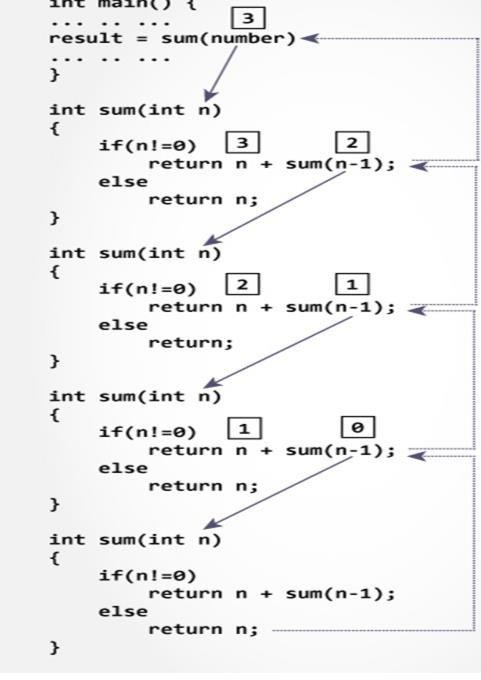 int main() {
... .. ... 3
result = sum(number)
... .. ...
}
int sum(int n)
{
if(n!=0) 3 2
return n + sum(n-1);
else
return n;
}
int sum(int n)
{
if(n!=0) 2 1
return n + sum(n-1);
else
return;
}
int sum(int n)
{
if(n!=0) 1 0
return n + sum(n-1);
else
return n;
}
int sum(int n)
{
if(n!=0)
return n + sum(n-1);
else
return n;
}